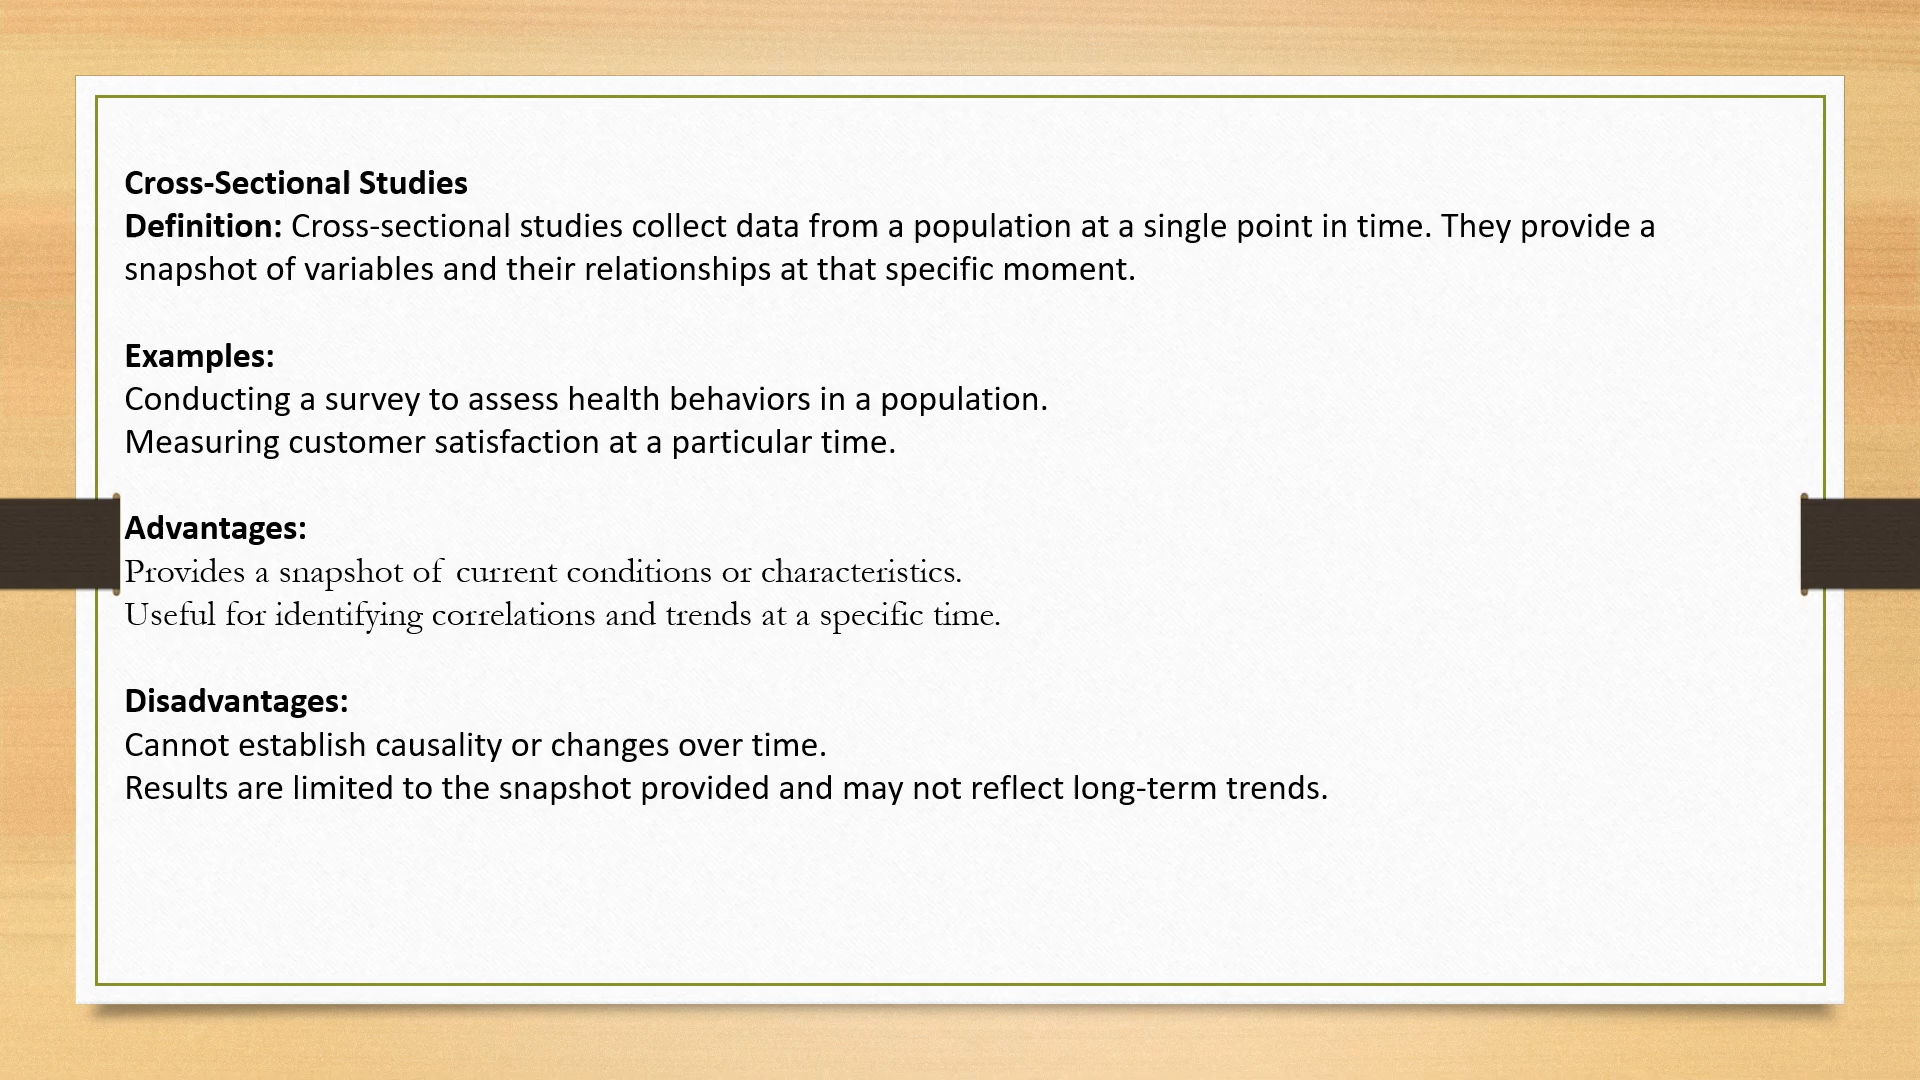 Cross-Sectional Studies
Definition: Cross-sectional studies collect data from a population at a single point in time. They provide a
snapshot of variables and their relationships at that specific moment.
Examples:
Conducting a survey to assess health behaviors in a population.
Measuring customer satisfaction at a particular time.
Advantages:
Provides a snapshot of current conditions or characteristics.
Useful for identifying correlations and trends at a specific time.
Disadvantages:
Cannot establish causality or changes over time.
Results are limited to the snapshot provided and may not reflect long-term trends.